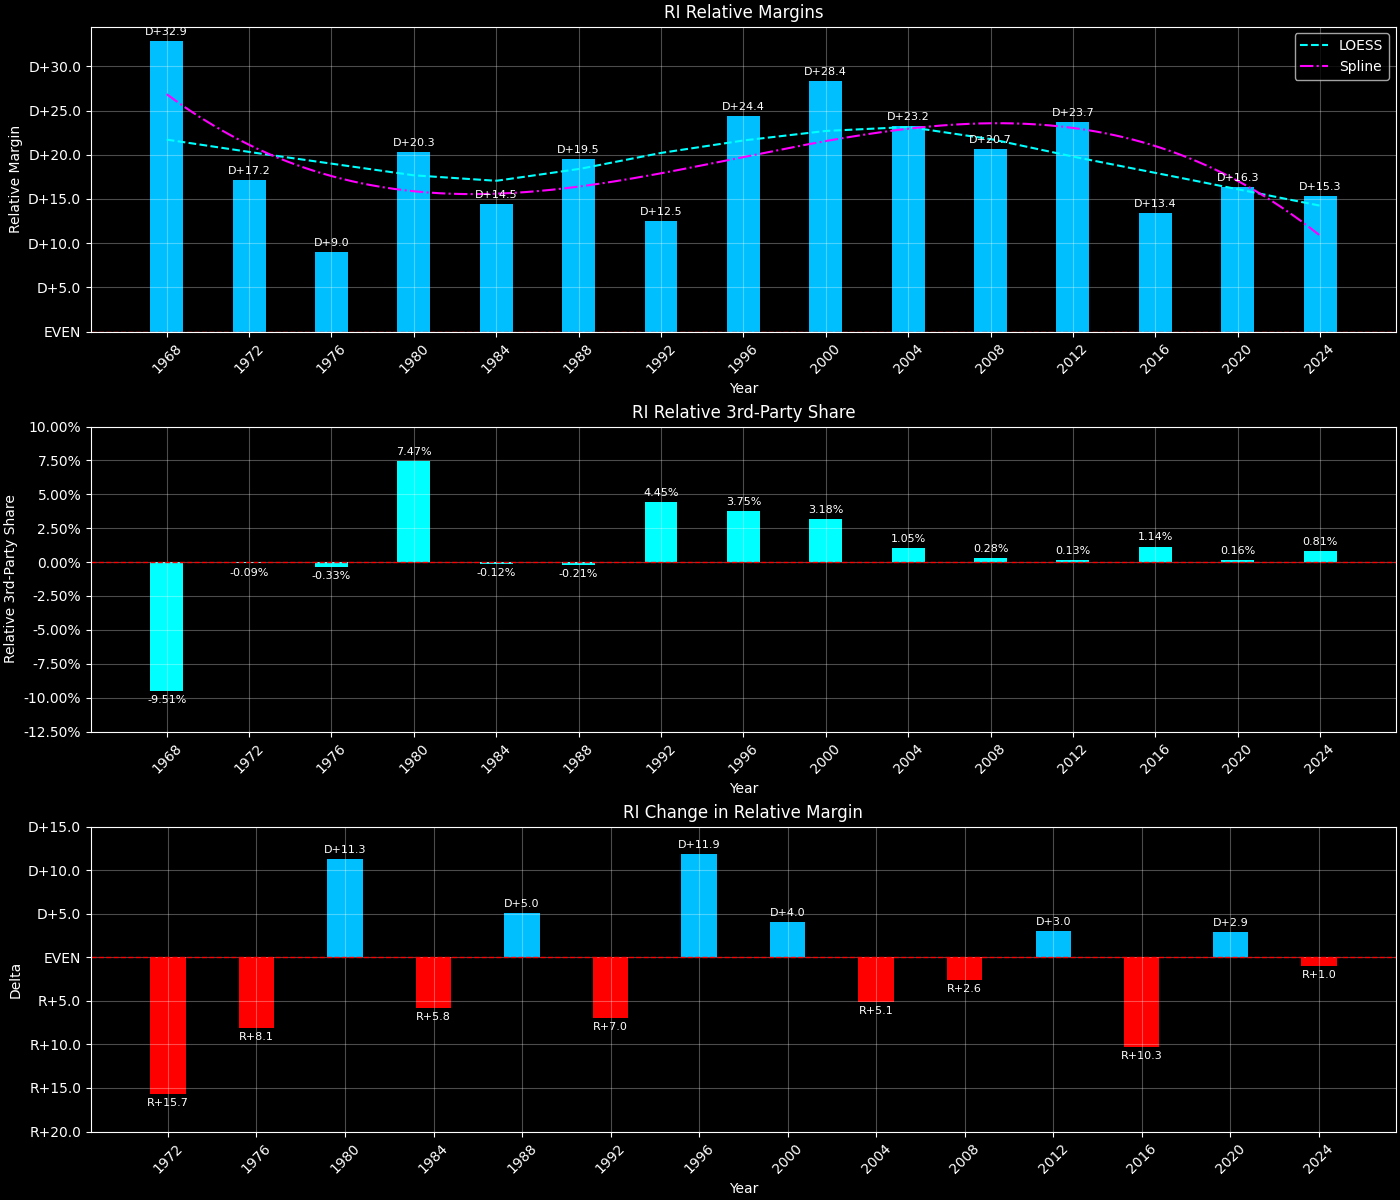 RI Relative Margins
D+32.9
D+17.2
D+9.0
D+20.3
D+14.5
D+19.5
D+12.5
D+24.4
D+28.4
D+23.2
D+20.7
D+23.7
D+13.4
D+16.3
D+15.3
LOESS
Spline
Relative Margin
D+30.0
D+25.0
D+20.0
D+15.0
D+10.0
D+5.0
EVEN
1968
1972
1976
1980
1984
1988
1992
1996
2000
2004
2008
2012
2016
2020
2024
Year
RI Relative 3rd-Party Share
Relative 3rd-Party Share
10.00%
7.50%
5.00%
2.50%
0.00%
-2.50%
-5.00%
-7.50%
-10.00%
-12.50%
-9.51%
-0.09%
-0.33%
7.47%
-0.12%
-0.21%
4.45%
3.75%
3.18%
1.05%
0.28%
0.13%
1.14%
0.16%
0.81%
1968
1972
1976
1980
1984
1988
1992
1996
2000
2004
2008
2012
2016
2020
2024
Year
RI Change in Relative Margin
Delta
D+15.0
D+10.0
D+5.0
EVEN
R+5.0
R+10.0
R+15.0
R+20.0
R+15.7
R+8.1
D+11.3
R+5.8
D+5.0
R+7.0
D+11.9
D+4.0
R+5.1
R+2.6
D+3.0
R+10.3
D+2.9
R+1.0
1972
1976
1980
1984
1988
1992
1996
2000
2004
2008
2012
2016
2020
2024
Year